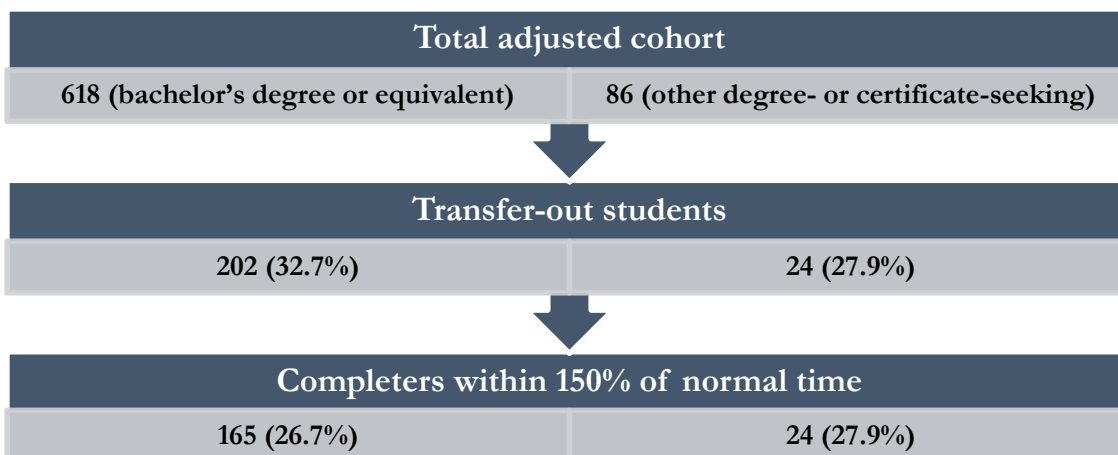 Total adjusted cohort
618 (bachelor’s degree or equivalent) 86 (other degree- or certificate-seeking)
Transfer-out students
202 (32.7%) 24 (27.9%)
Completers within 150% of normal time
165 (26.7%) 24 (27.9%)